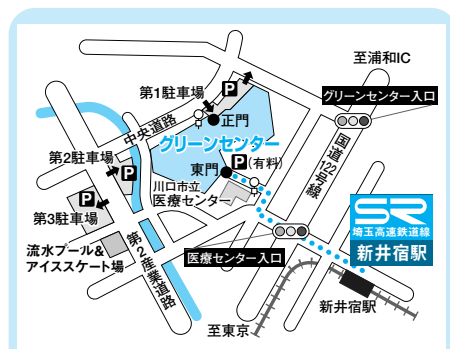 至浦和IC
グリーンセンター入口
第1駐車場
P
正門
中央道路
グリーンセンター
国道122号線
第2駐車場
P
東門
P(有料)
川口市立
医療センター
P
第3駐車場
SR
埼玉高速鉄道線
新井宿駅
流水プール&
アイススケート場
第2産業道路
医療センター入口
新井宿駅
至東京